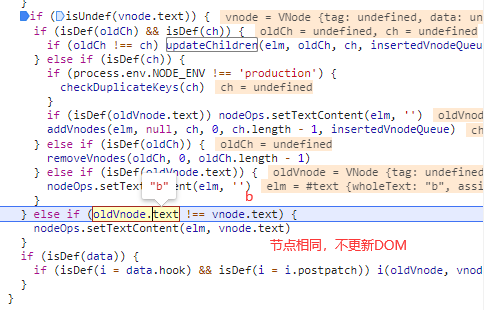 if (isUndef(vnode.text)) { vnode = VNode {tag: undefined, data: un
if (isDef(oldCh) && isDef(ch)) { oldCh = undefined, ch = undefined
if (oldCh !== ch) updateChildren(elm, oldCh, ch, insertedVnodeQueue
} else if (isDef(ch)) {
if (process.env.NODE_ENV !== 'production') {
checkDuplicateKeys(ch) ch = undefined
}
if (isDef(oldVnode.text)) nodeOps.setTextContent(elm, '') oldVnod
addVnodes(elm, null, ch, 0, ch.length - 1, insertedVnodeQueue) ch
} else if (isDef(oldCh)) { oldCh = undefined
removeVnodes(oldCh, 0, oldCh.length - 1)
} else if (isDef(oldVnode.text)) { oldVnode = VNode {tag: undefined
nodeOps.setText ent(elm, '') elm = #text {wholeText: "b", assi
"b"
} b
} else if (oldVnode.text !== vnode.text) {
nodeOps.setTextContent(elm, vnode.text)
} 节点相同，不更新DOM
if (isDef(data)) {
if (isDef(i = data.hook) && isDef(i = i.postpatch)) i(oldVnode, vnode
}
}